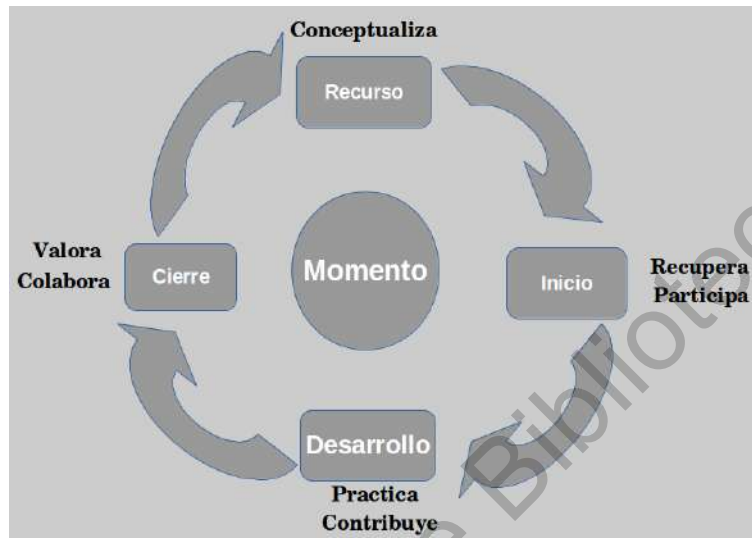 Conceptualiza
Recurso
Valora
Colabora
Cierre
Momento
Inicio
Recupera
Participa
Desarrollo
Practica
Contribuye